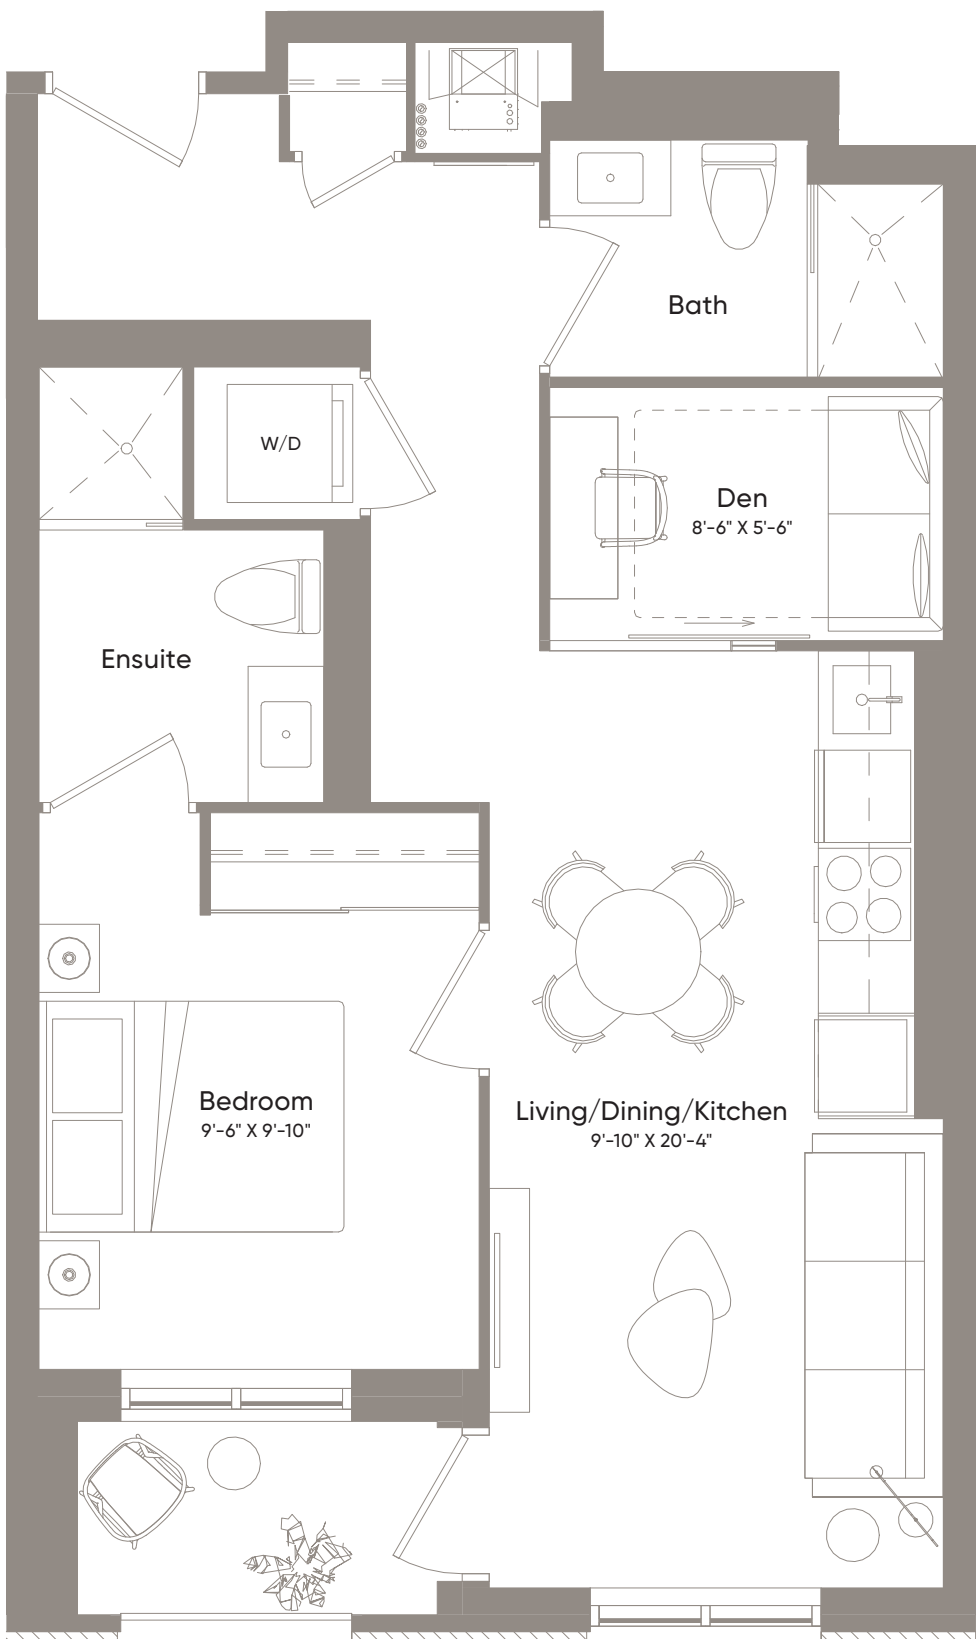 Bath
W/D
Den
8'-6" X 5'-6"
Ensuite
Bedroom
9'-6" X 9'-10"
Living/Dining/Kitchen
9'-10" X 20'-4"